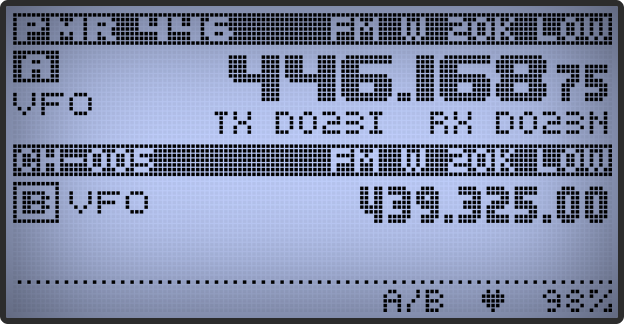 PMR 446 FM W 20K LOW
A 446.16875
VFO
TX D023I RX D023N
CH-005 FM W 20K LOW
B VFO 439.325.00
A/B ♥ 98%